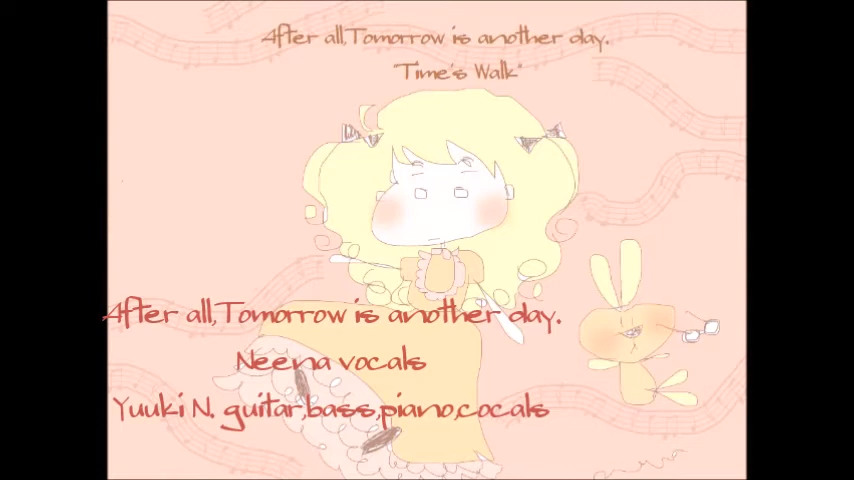 After all,Tomorrow is another day.
"Time's Walk"
After all,Tomorrow is another day.
Neena vocals
Yuuki N. guitar,bass,piano,cocals